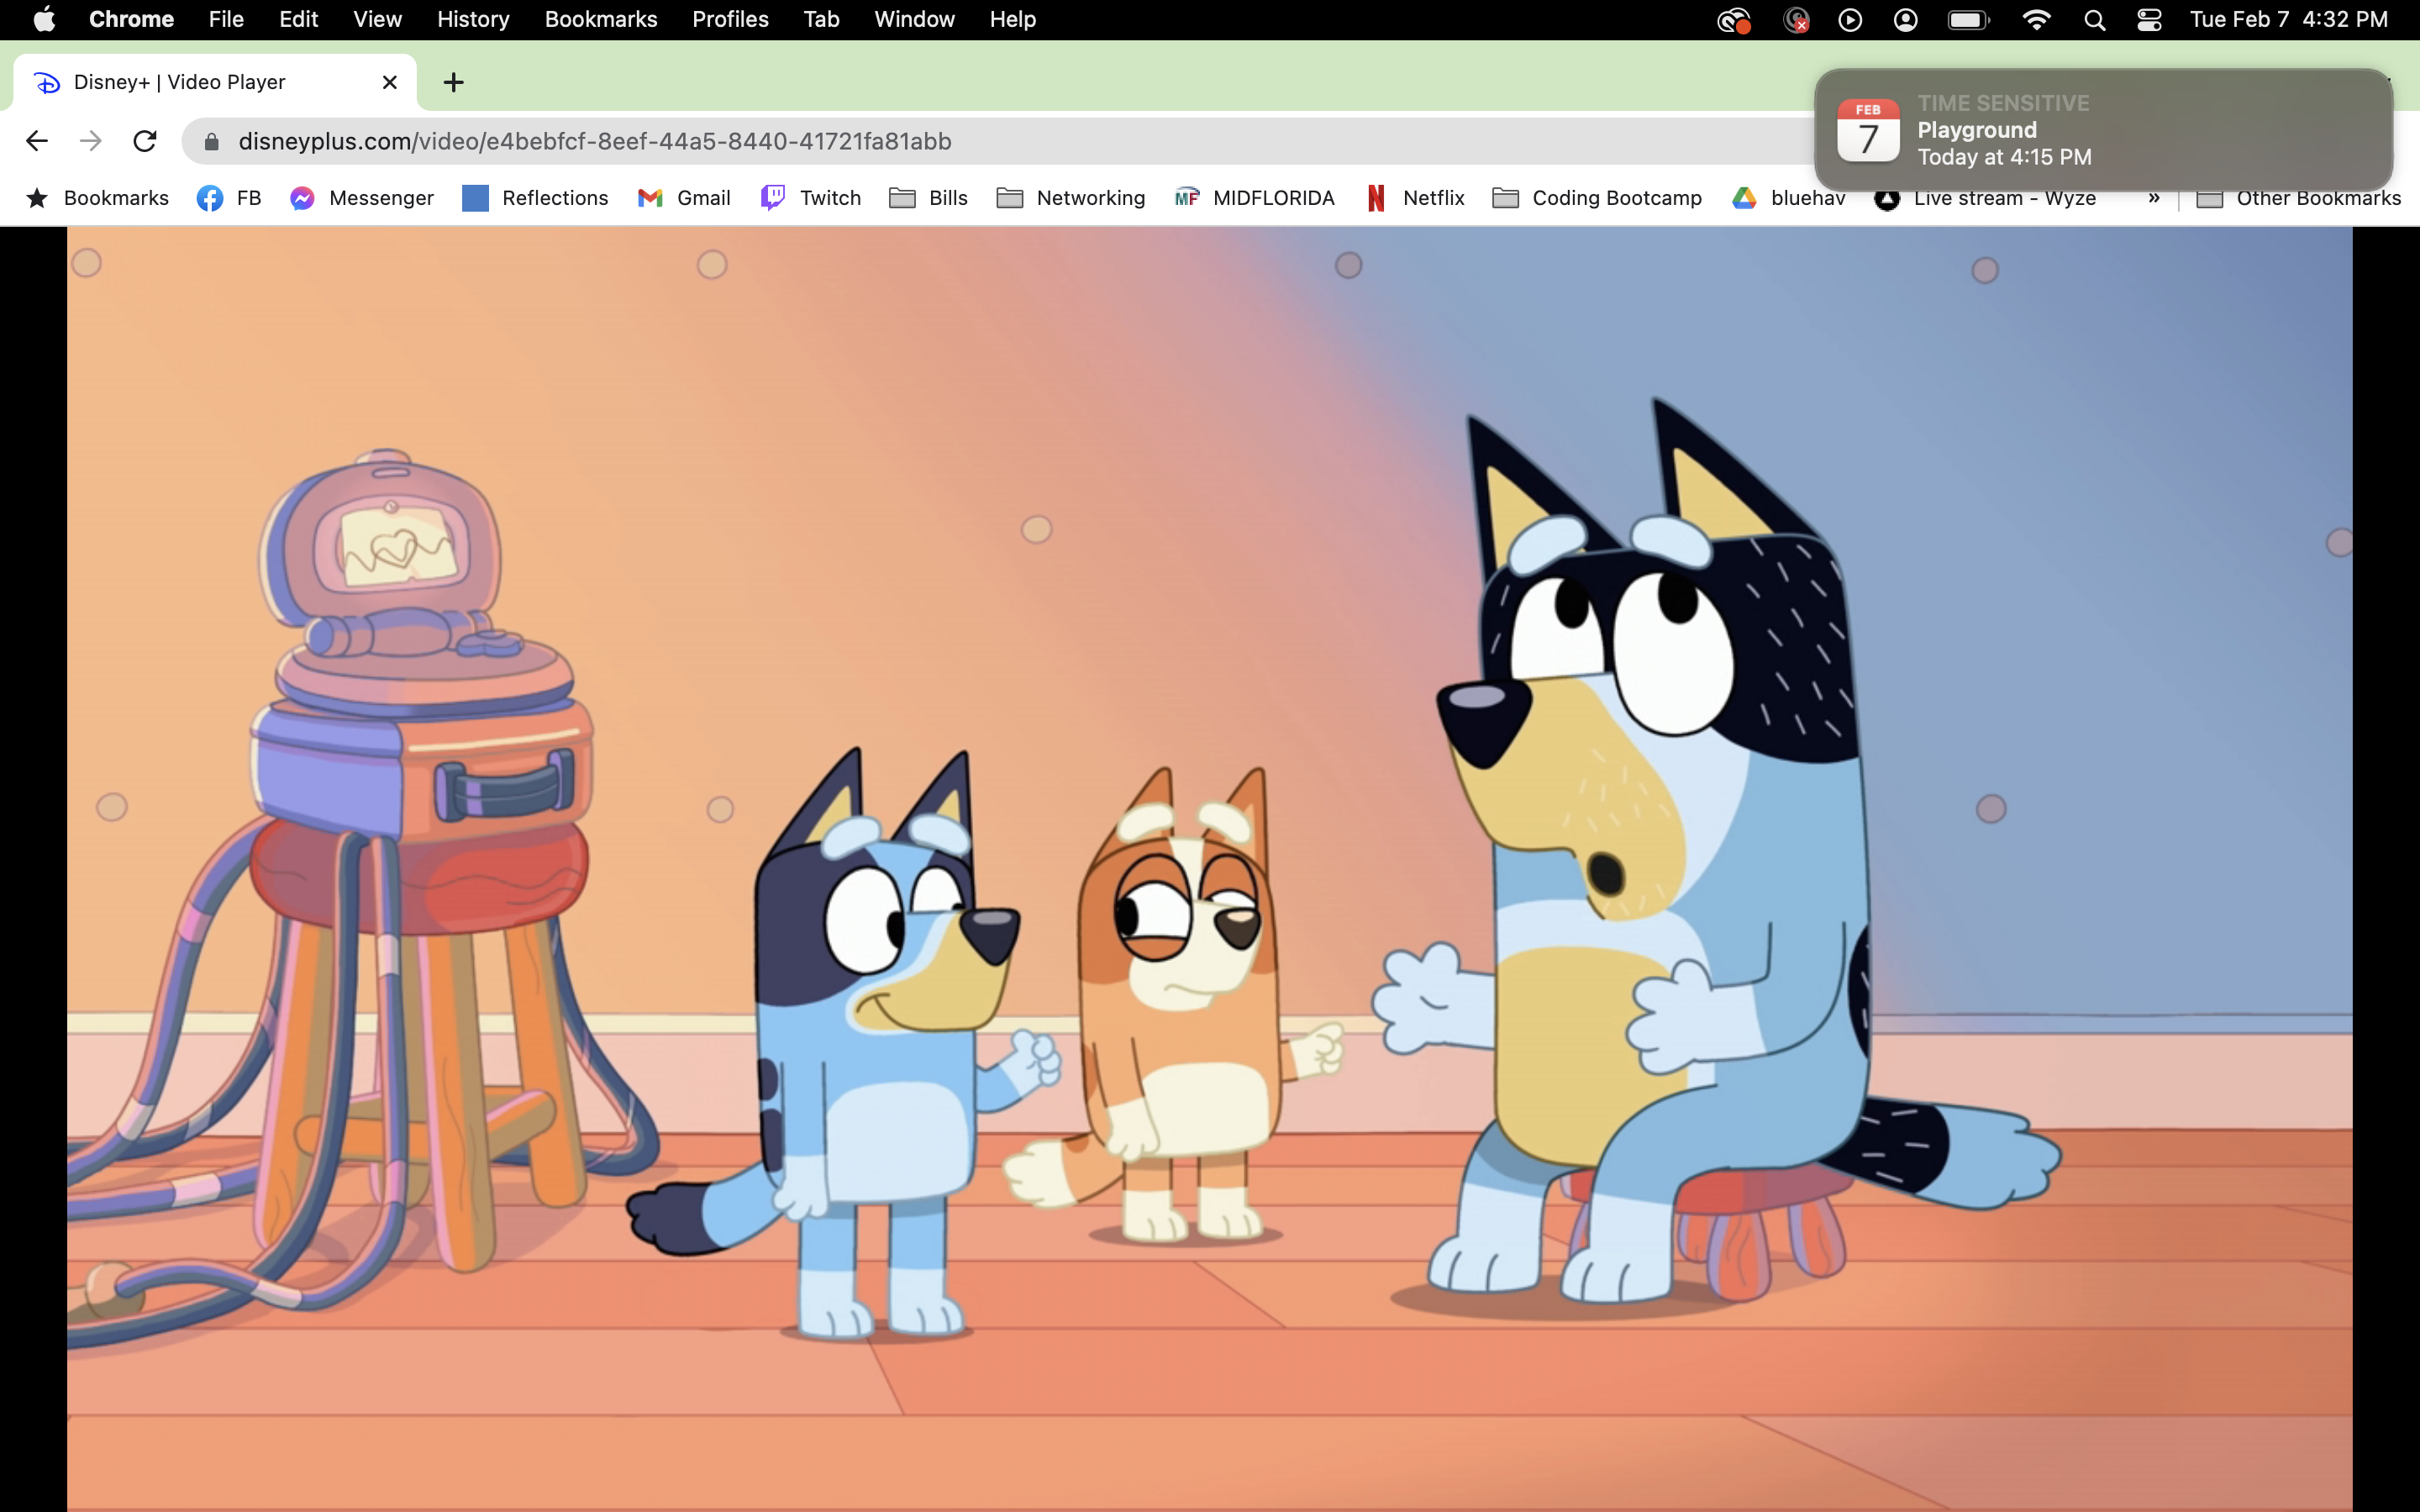 Chrome File Edit View History Bookmarks Profiles Tab Window Help Tue Feb 7 4:32 PM
Disney+ | Video Player
TIME SENSITIVE
FEB
7
Playground
Today at 4:15 PM
disneyplus.com/video/e4bebfcf-8eef-44a5-8440-41721fa81abb
Bookmarks FB Messenger Reflections Gmail Twitch Bills Networking MF MIDFLORIDA N Netflix Coding Bootcamp bluehav Live stream - Wyze » Other Bookmarks